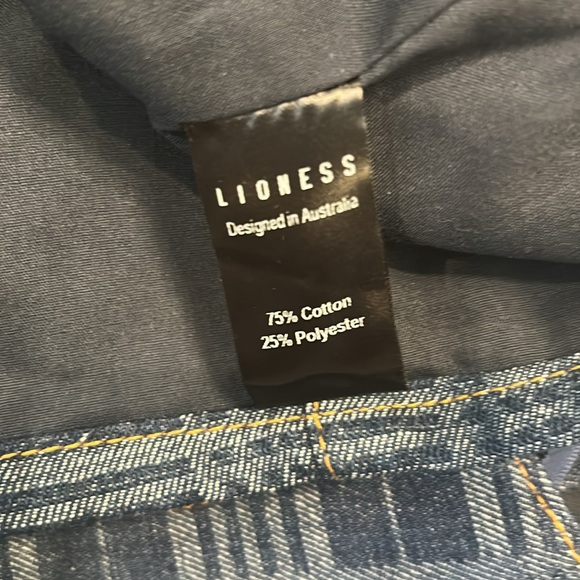 LIONESS
Designed in Australia
75% Cotton
25% Polyester